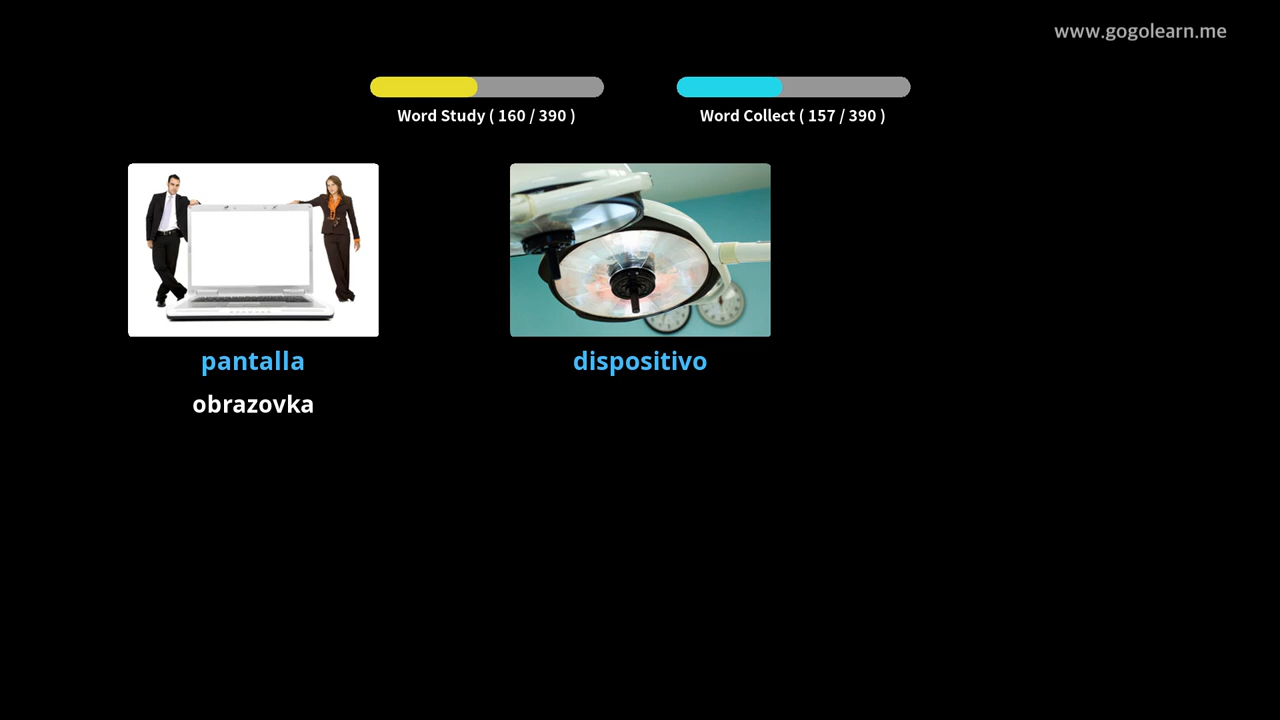 www.gogolearn.me
Word Study ( 160 / 390 )
Word Collect ( 157 / 390 )
pantalla
dispositivo
obrazovka